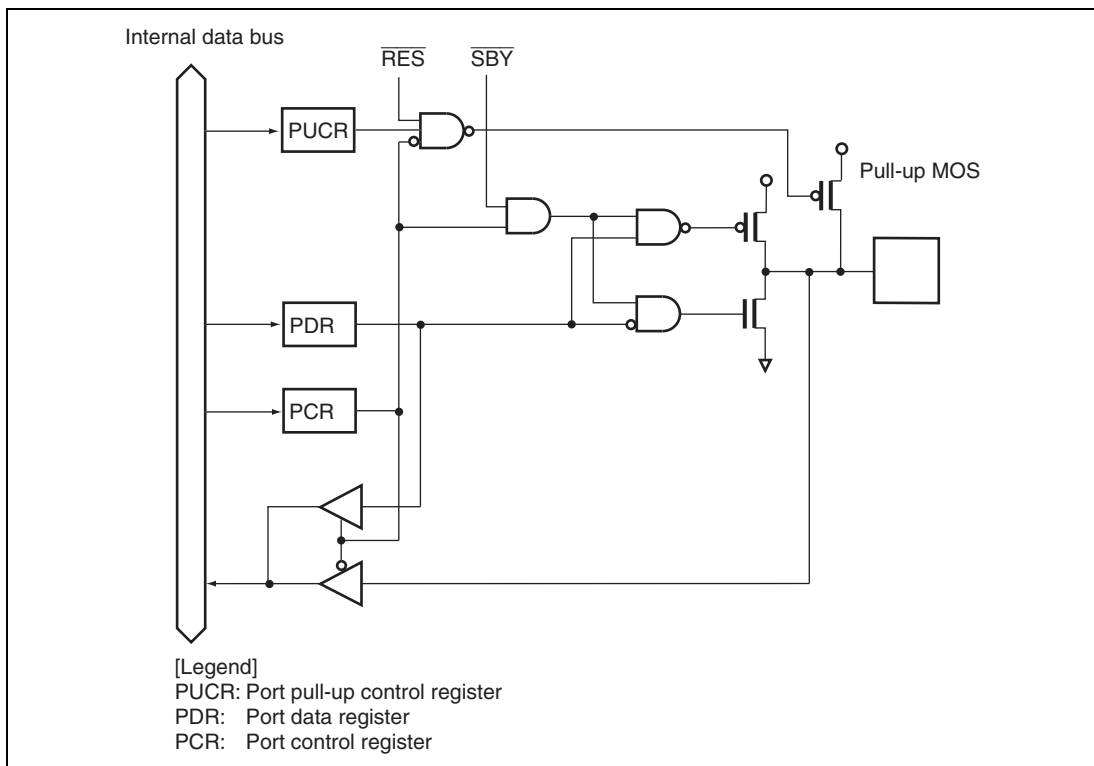 Internal data bus
RES
SBY
PUCR
Pull-up MOS
PDR
PCR
[Legend]
PUCR: Port pull-up control register
PDR: Port data register
PCR: Port control register